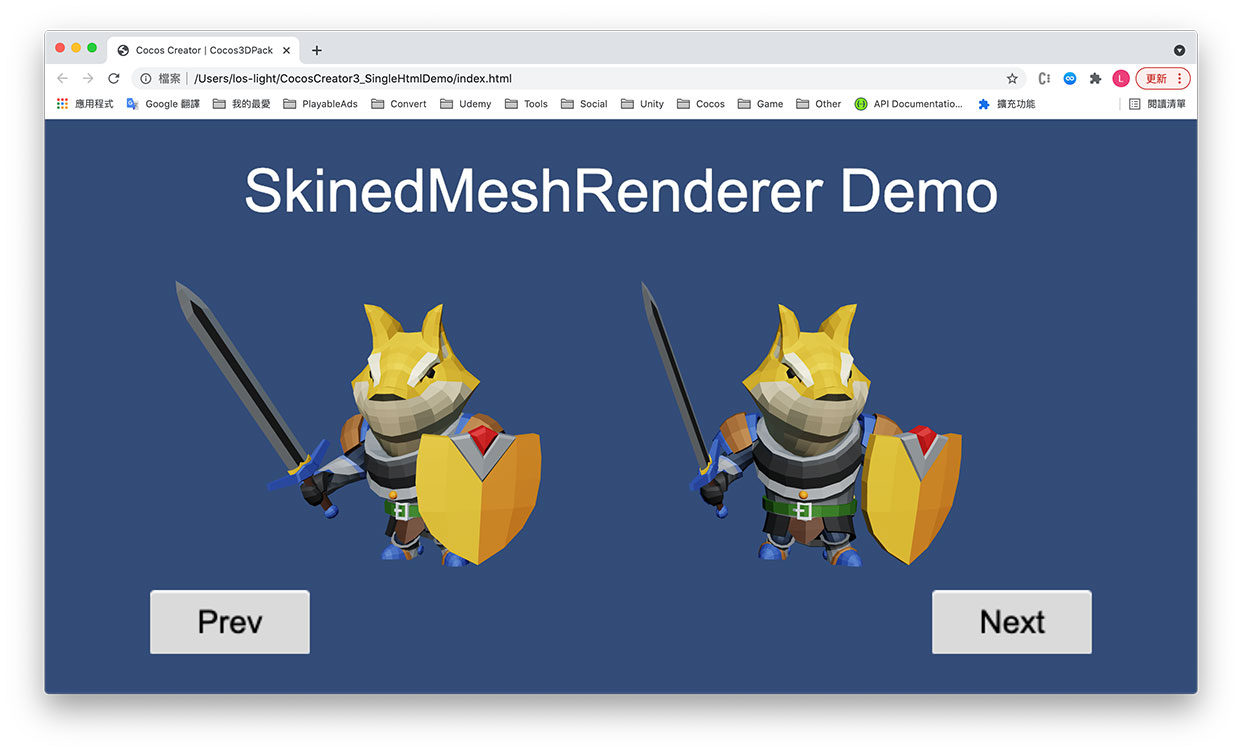 Cocos Creator | Cocos3DPack
檔案 /Users/los-light/CocosCreator3_SingleHtmlDemo/index.html L 更新
應用程式 Google 翻譯 我的最愛 PlayableAds Convert Udemy Tools Social Unity Cocos Game Other API Documentatio... 擴充功能 閱讀清單
SkinedMeshRenderer Demo
Prev Next